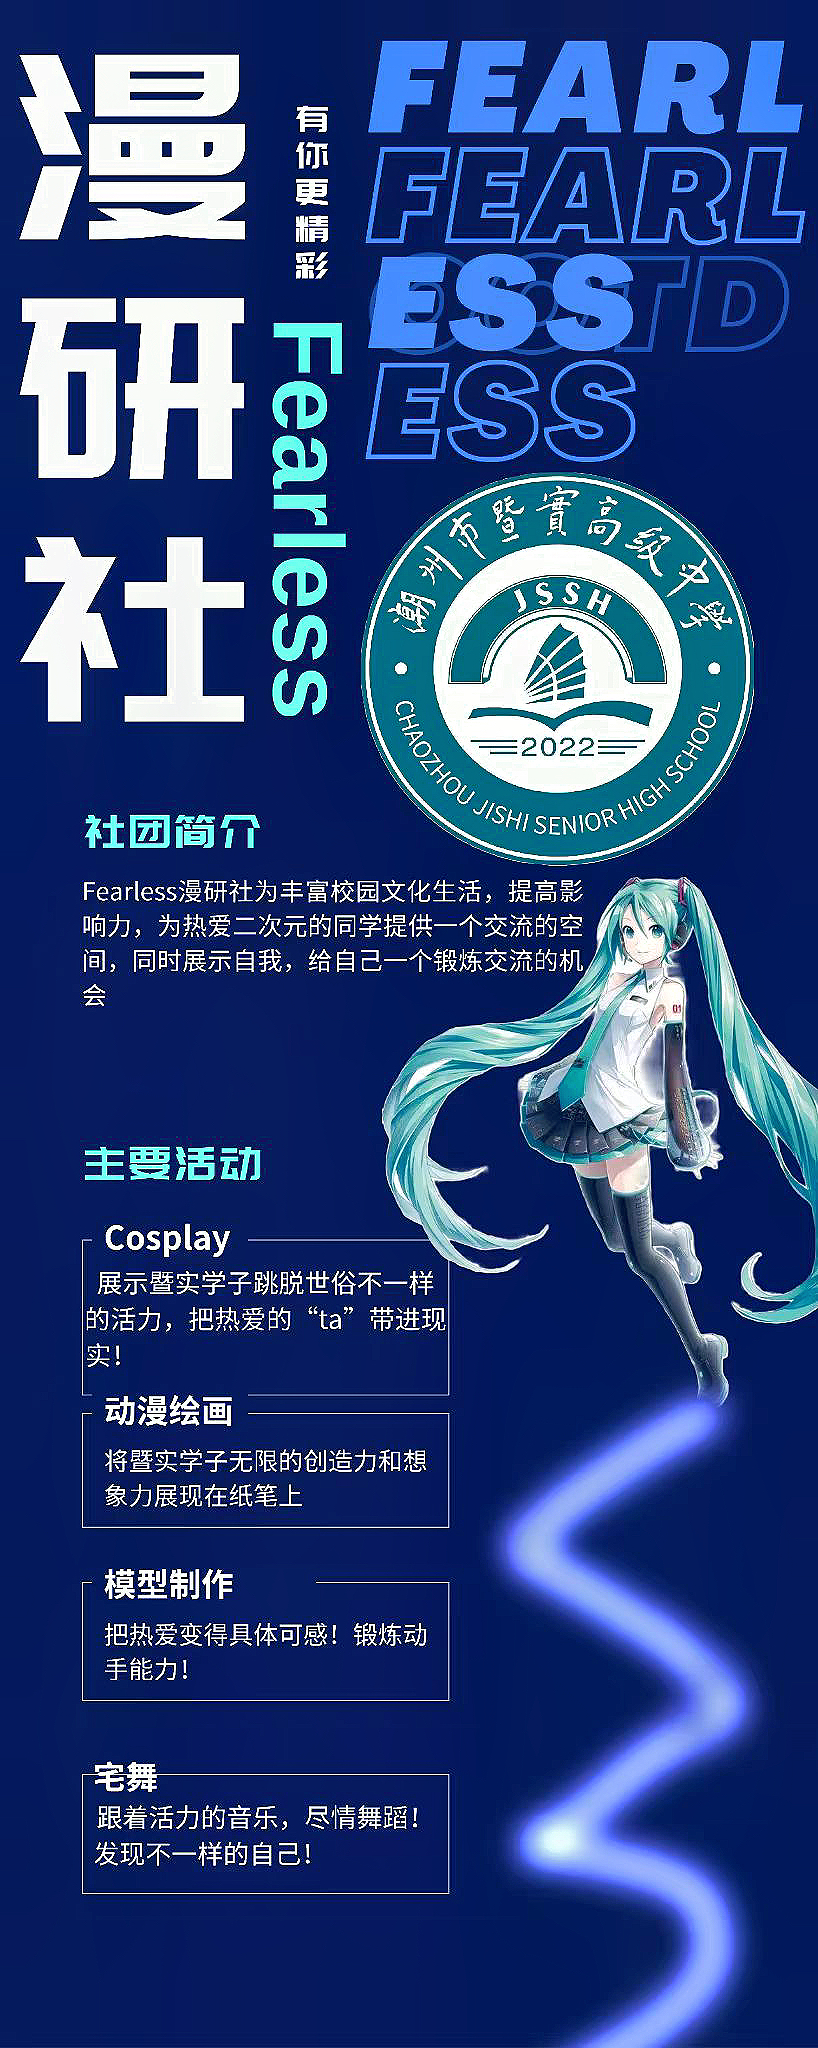 漫研社
有你更精彩
Fearless
FEARL
FEARL
ESS
OOTD
ESS
潮州市暨實高級中學
JSSH
2022
CHAOZHOU JISHI SENIOR HIGH SCHOOL
社团简介
Fearless漫研社为丰富校园文化生活，提高影
响力，为热爱二次元的同学提供一个交流的空
间，同时展示自我，给自己一个锻炼交流的机
会
01
主要活动
Cosplay
展示暨实学子跳脱世俗不一样
的活力，把热爱的“ta”带进现
实！
动漫绘画
将暨实学子无限的创造力和想
象力展现在纸笔上
模型制作
把热爱变得具体可感！锻炼动
手能力！
宅舞
跟着活力的音乐，尽情舞蹈！
发现不一样的自己！